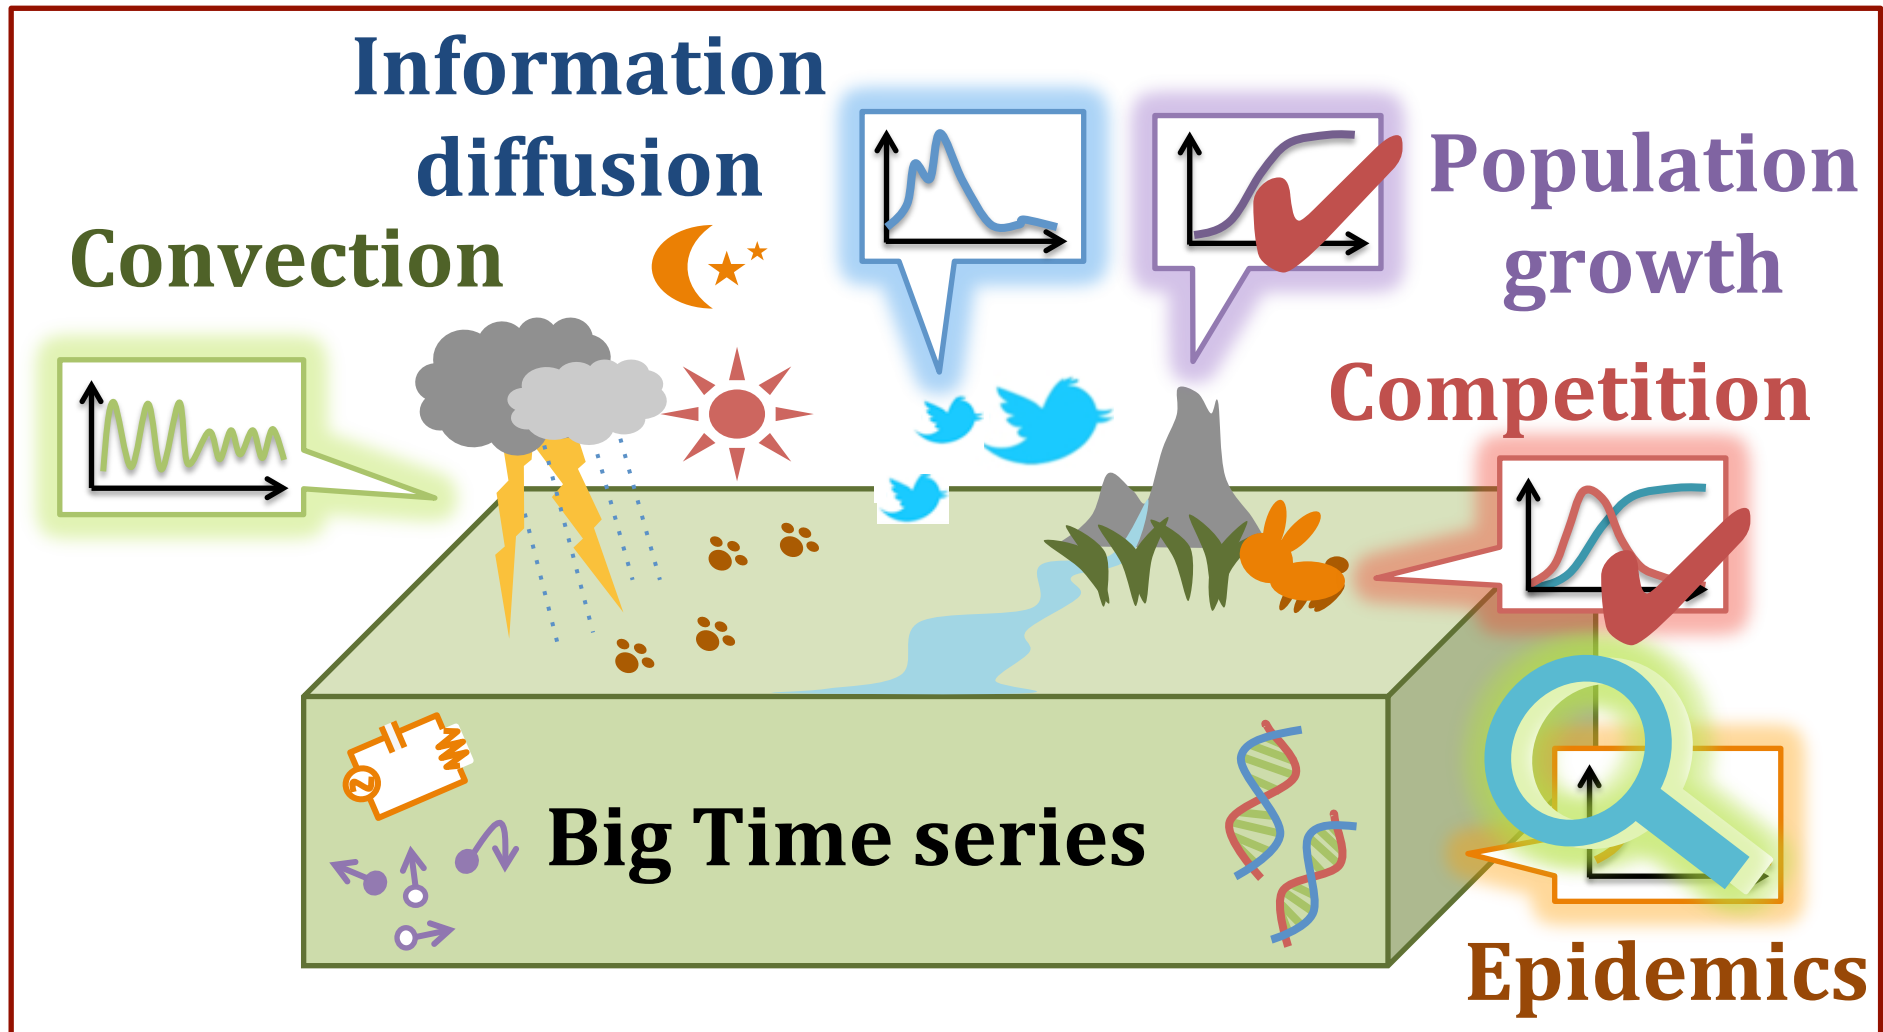 Information
diffusion
Convection
Population
growth
Competition
Big Time series
Epidemics